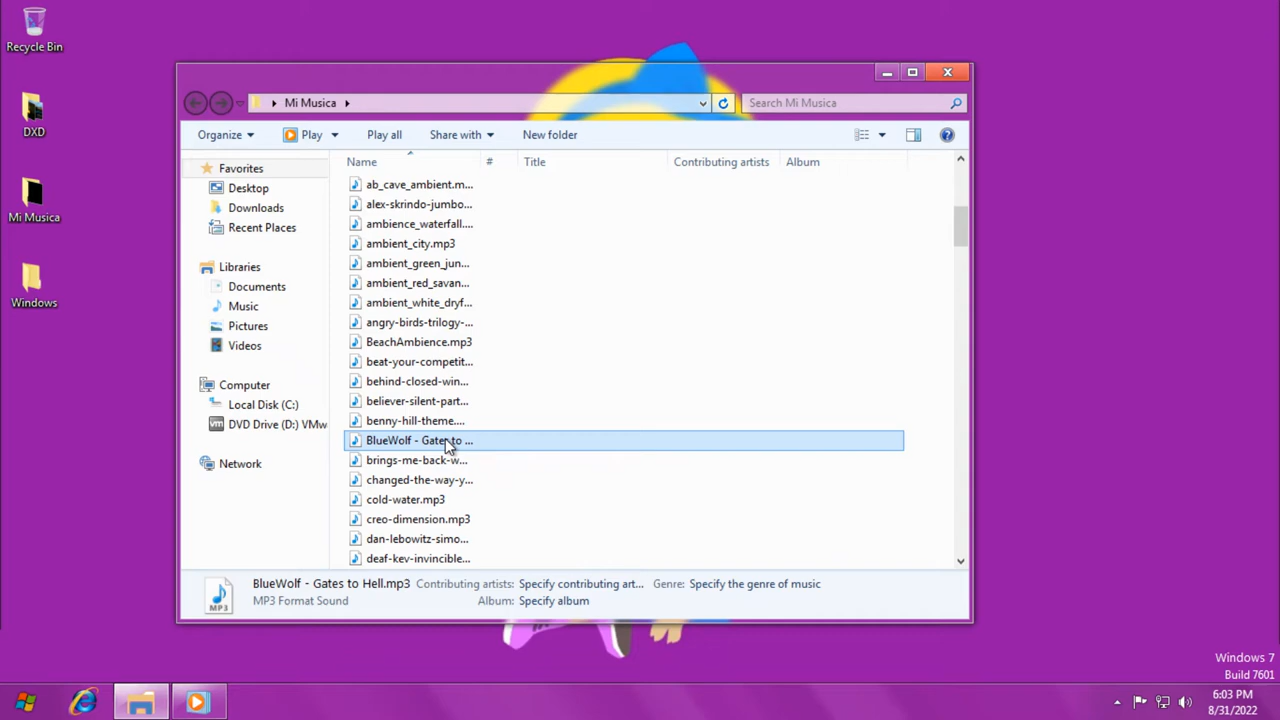 Recycle Bin
DXD
Mi Musica
Windows
Mi Musica
Search Mi Musica
Organize Play Play all Share with New folder
Favorites
Desktop
Downloads
Recent Places
Libraries
Documents
Music
Pictures
Videos
Computer
Local Disk (C:)
DVD Drive (D:) VMw
Network
Name # Title Contributing artists Album
ab_cave_ambient.m...
alex-skrindo-jumbo...
ambience_waterfall....
ambient_city.mp3
ambient_green_jun...
ambient_red_savan...
ambient_white_dryf...
angry-birds-trilogy-...
BeachAmbience.mp3
beat-your-competit...
behind-closed-win...
believer-silent-part...
benny-hill-theme....
BlueWolf - Gates to ...
brings-me-back-w...
changed-the-way-y...
cold-water.mp3
creo-dimension.mp3
dan-lebowitz-simo...
deaf-kev-invincible...
BlueWolf - Gates to Hell.mp3 Contributing artists: Specify contributing art... Genre: Specify the genre of music
MP3 Format Sound Album: Specify album
MP3
Windows 7
Build 7601
6:03 PM
8/31/2022